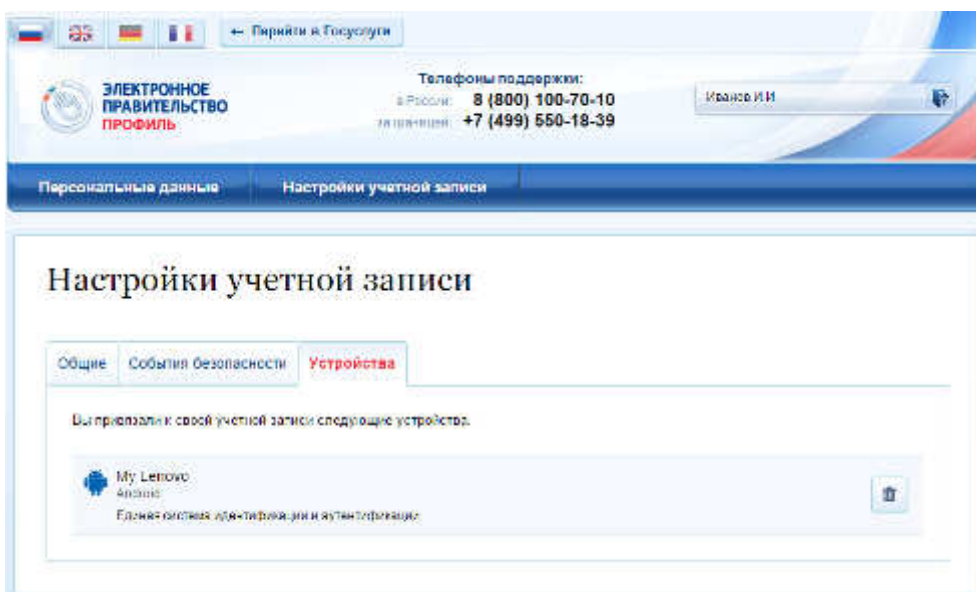 ← Перейти в Госуслуги
ЭЛЕКТРОННОЕ
ПРАВИТЕЛЬСТВО
ПРОФИЛЬ
Телефоны поддержки:
в России: 8 (800) 100-70-10
за границей: +7 (499) 550-18-39
Иванов И.И.
Персональные данные Настройки учетной записи
Настройки учетной записи
Общие События безопасности Устройства
Вы привязали к своей учетной записи следующие устройства.
My Lenovo
Android
Единая система идентификации и аутентификации